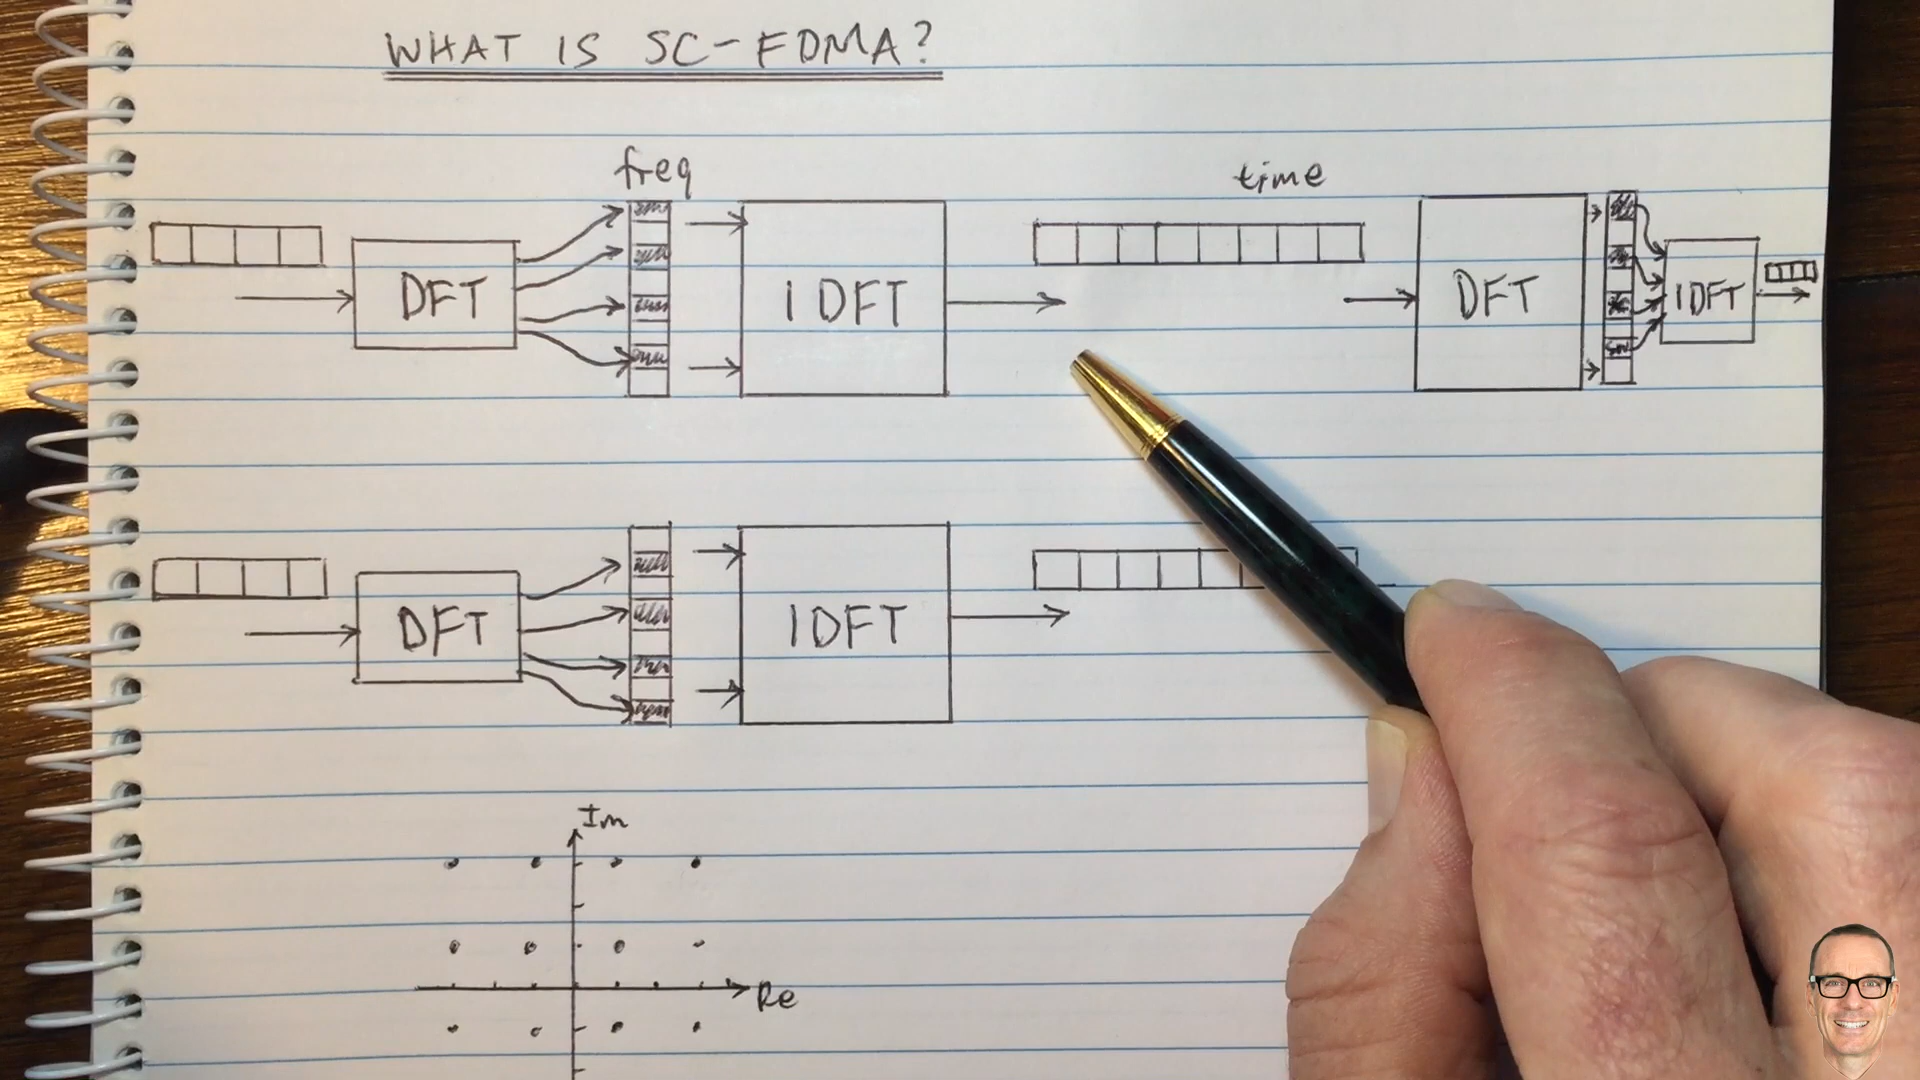 WHAT IS SC-FDMA?
freq
time
DFT
IDFT
DFT
IDFT
DFT
IDFT
Im
Re